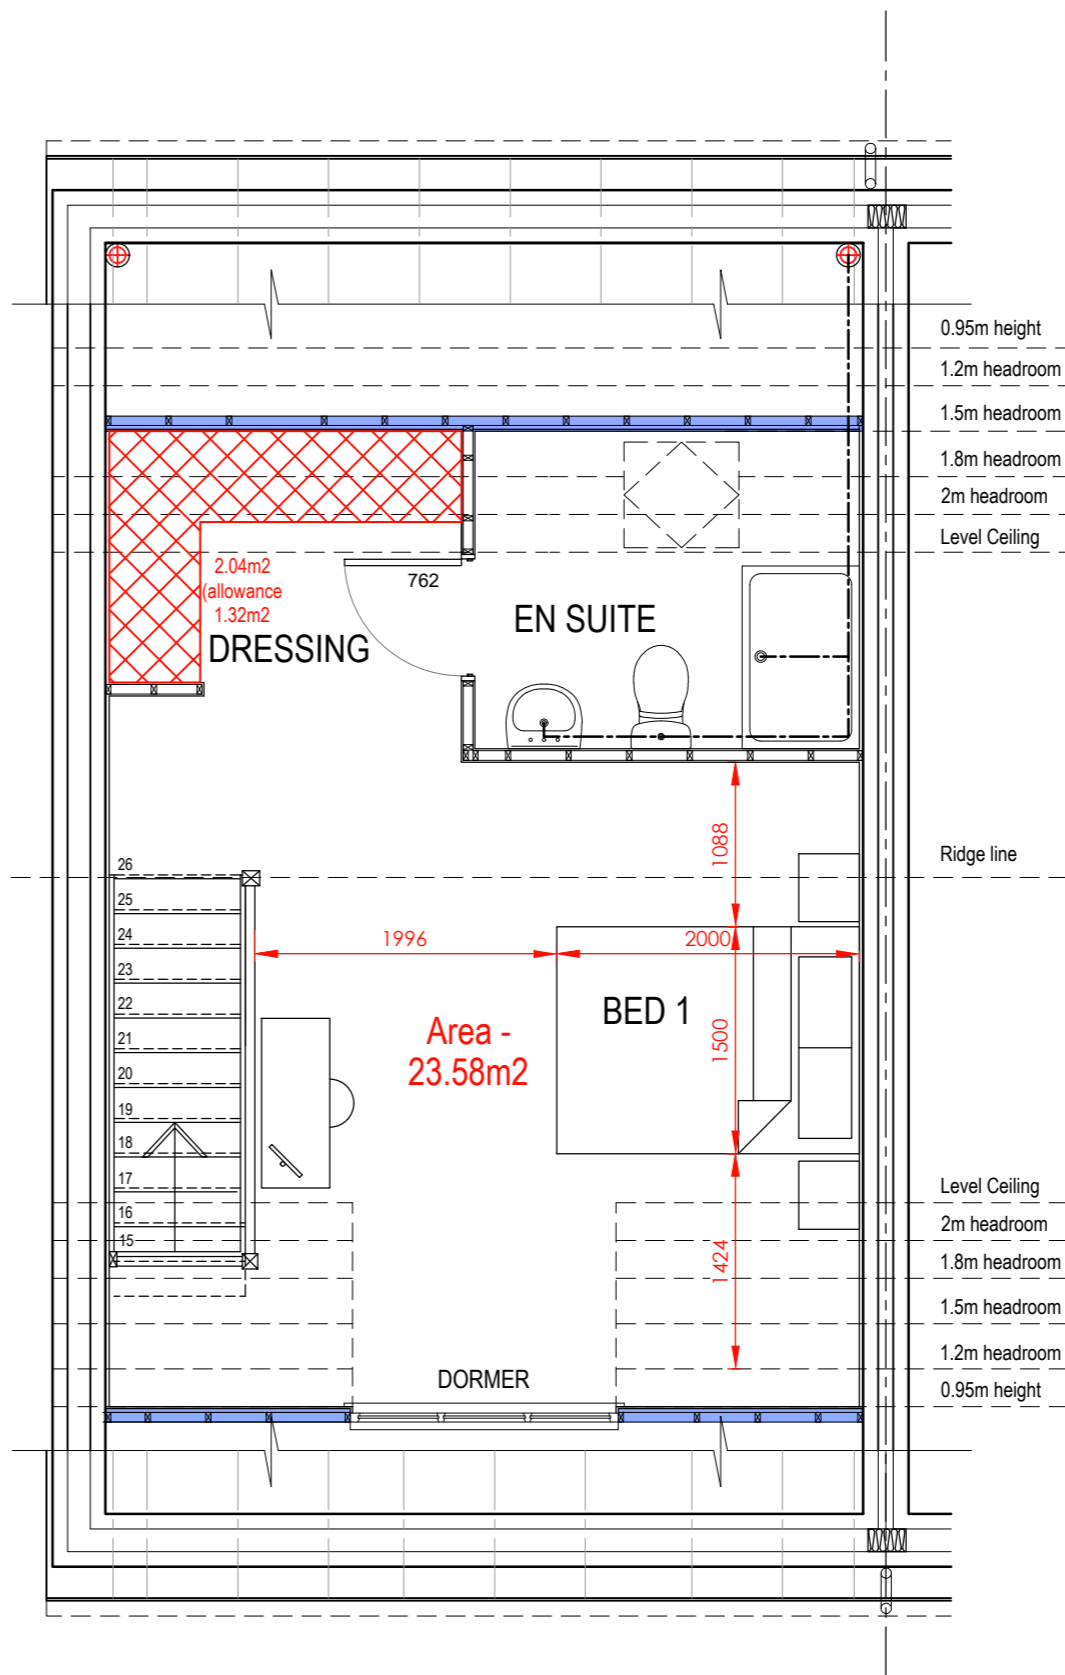 0.95m height
1.2m headroom
1.5m headroom
1.8m headroom
2m headroom
Level Ceiling
2.04m2
(allowance
1.32m2
762
EN SUITE
DRESSING
1088
Ridge line
26
25
24
23
22
21
20
19
18
17
16
15
1996
2000
BED 1
1500
Area -
23.58m2
Level Ceiling
2m headroom
1.8m headroom
1424
1.5m headroom
1.2m headroom
DORMER
0.95m height